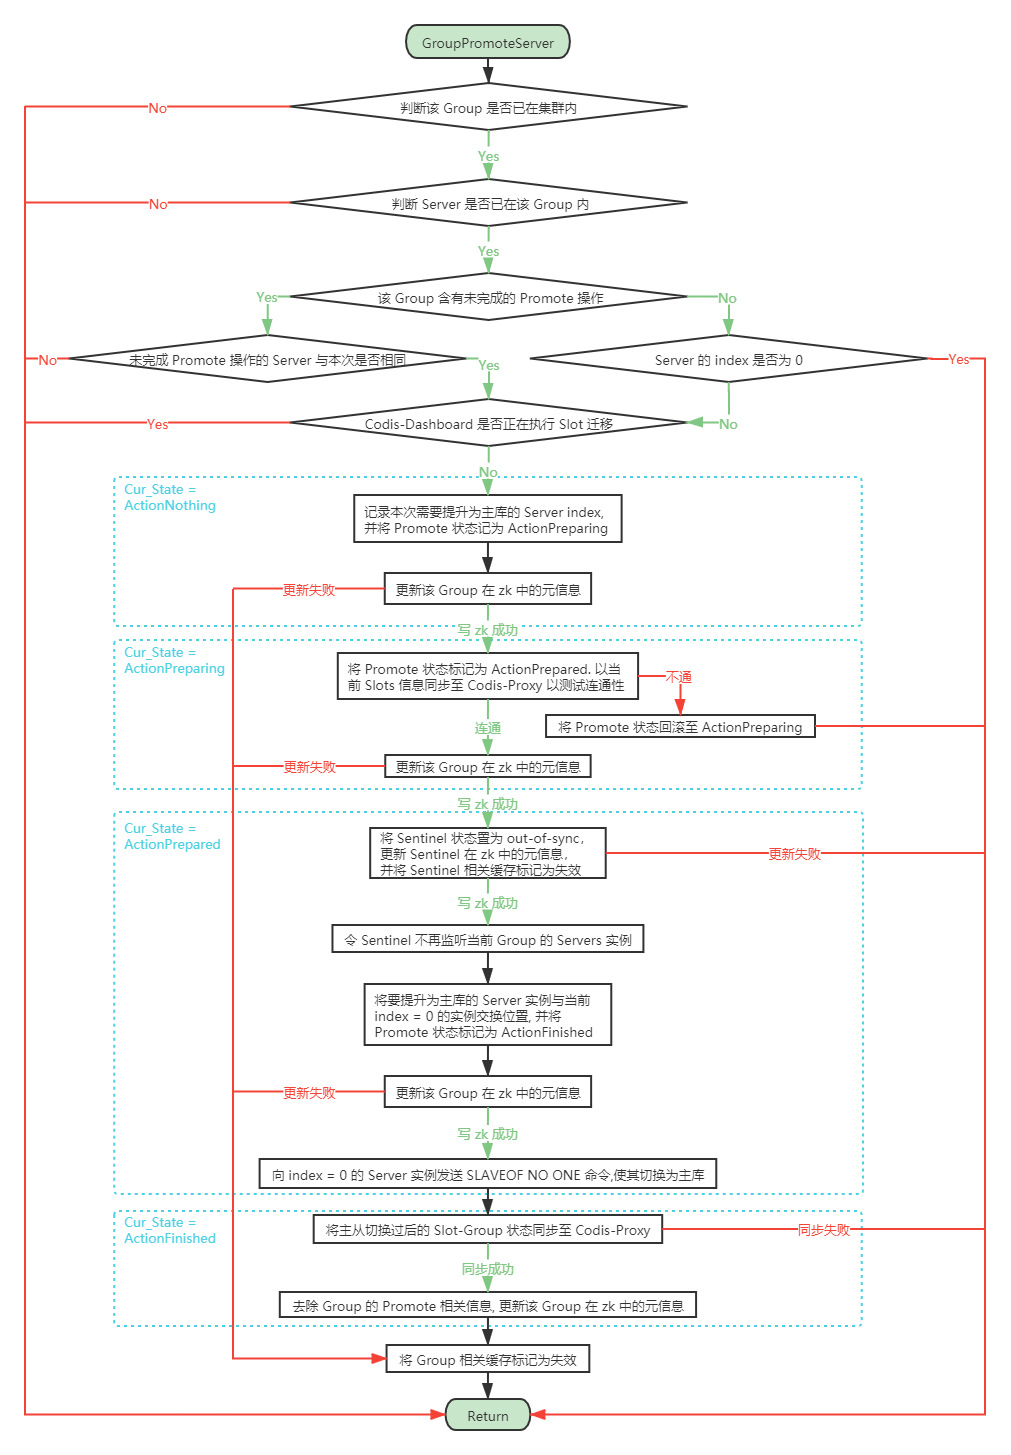 GroupPromoteServer
判断该 Group 是否已在集群内
No
Yes
判断 Server 是否已在该 Group 内
No
Yes
该 Group 含有未完成的 Promote 操作
Yes
No
未完成 Promote 操作的 Server 与本次是否相同
No
Yes
Server 的 index 是否为 0
Yes
No
Codis-Dashboard 是否正在执行 Slot 迁移
Yes
No
Cur_State =
ActionNothing
记录本次需要提升为主库的 Server index,
并将 Promote 状态记为 ActionPreparing
更新该 Group 在 zk 中的元信息
更新失败
写 zk 成功
Cur_State =
ActionPreparing
将 Promote 状态标记为 ActionPrepared. 以当
前 Slots 信息同步至 Codis-Proxy 以测试连通性
不通
将 Promote 状态回滚至 ActionPreparing
连通
更新该 Group 在 zk 中的元信息
更新失败
写 zk 成功
Cur_State =
ActionPrepared
将 Sentinel 状态置为 out-of-sync,
更新 Sentinel 在 zk 中的元信息,
并将 Sentinel 相关缓存标记为失效
更新失败
写 zk 成功
令 Sentinel 不再监听当前 Group 的 Servers 实例
将要提升为主库的 Server 实例与当前
index = 0 的实例交换位置, 并将
Promote 状态标记为 ActionFinished
更新该 Group 在 zk 中的元信息
更新失败
写 zk 成功
向 index = 0 的 Server 实例发送 SLAVEOF NO ONE 命令,使其切换为主库
Cur_State =
ActionFinished
将主从切换过后的 Slot-Group 状态同步至 Codis-Proxy
同步失败
同步成功
去除 Group 的 Promote 相关信息, 更新该 Group 在 zk 中的元信息
将 Group 相关缓存标记为失效
Return